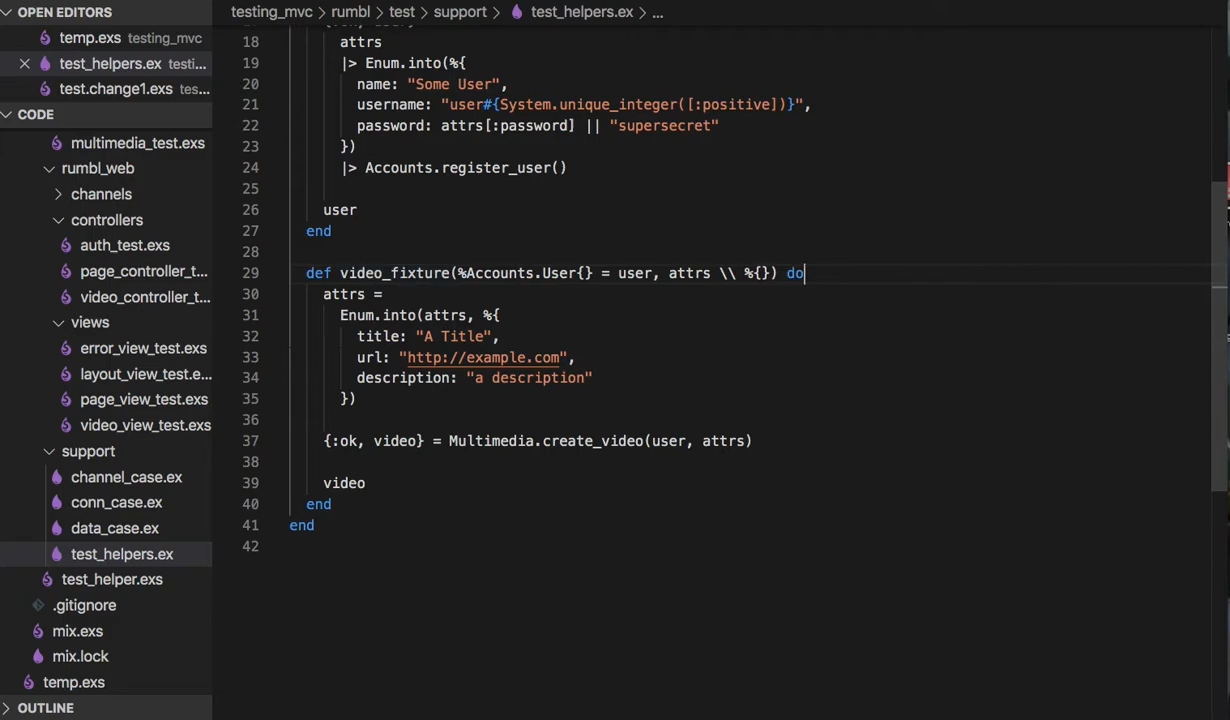 OPEN EDITORS
temp.exs testing_mvc
test_helpers.ex testi...
test.change1.exs tes...
CODE
multimedia_test.exs
rumbl_web
channels
controllers
auth_test.exs
page_controller_t...
video_controller_t...
views
error_view_test.exs
layout_view_test.e...
page_view_test.exs
video_view_test.exs
support
channel_case.ex
conn_case.ex
data_case.ex
test_helpers.ex
test_helper.exs
.gitignore
mix.exs
mix.lock
temp.exs
OUTLINE
testing_mvc > rumbl > test > support > test_helpers.ex > ...
18 attrs
19 |> Enum.into(%{
20 name: "Some User",
21 username: "user#{System.unique_integer([:positive])}",
22 password: attrs[:password] || "supersecret"
23 })
24 |> Accounts.register_user()
25
26 user
27 end
28
29 def video_fixture(%Accounts.User{} = user, attrs \\ %{}) do
30 attrs =
31 Enum.into(attrs, %{
32 title: "A Title",
33 url: "http://example.com",
34 description: "a description"
35 })
36
37 {:ok, video} = Multimedia.create_video(user, attrs)
38
39 video
40 end
41 end
42